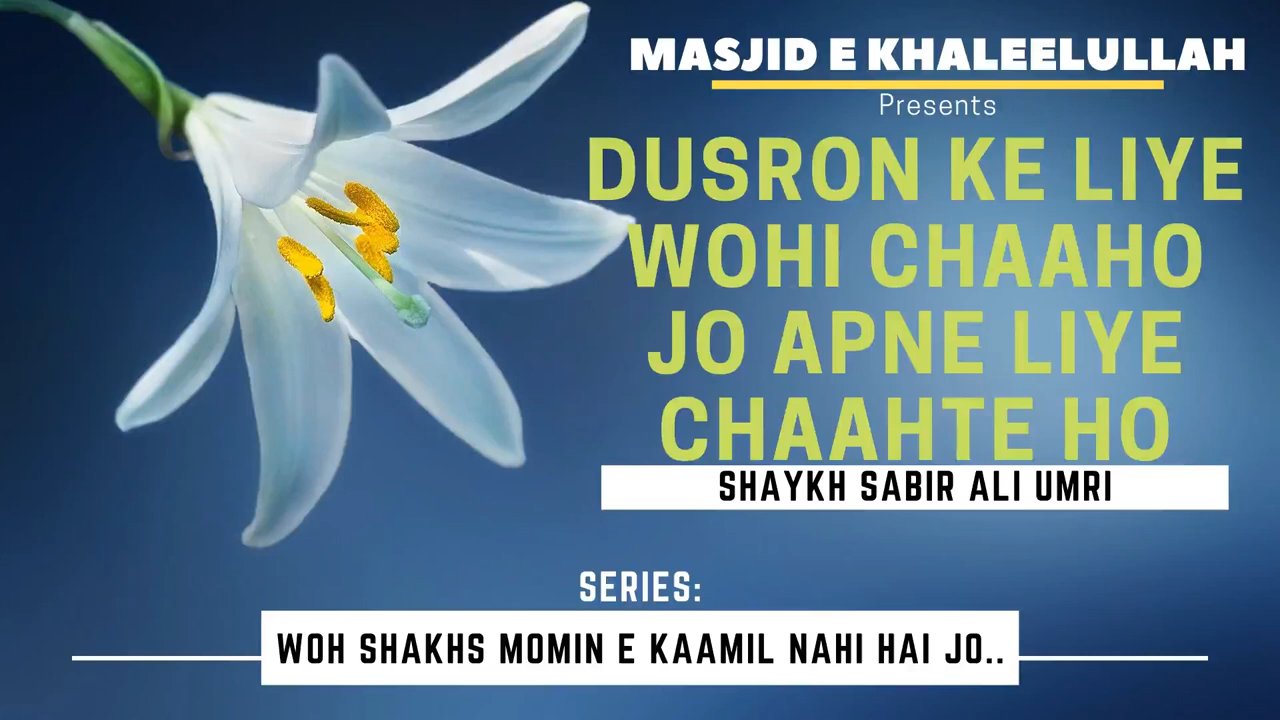 MASJID E KHALEELULLAH
Presents
DUSRON KE LIYE
WOHI CHAAHO
JO APNE LIYE
CHAAHTE HO
SHAYKH SABIR ALI UMRI
SERIES:
WOH SHAKHS MOMIN E KAAMIL NAHI HAI JO..